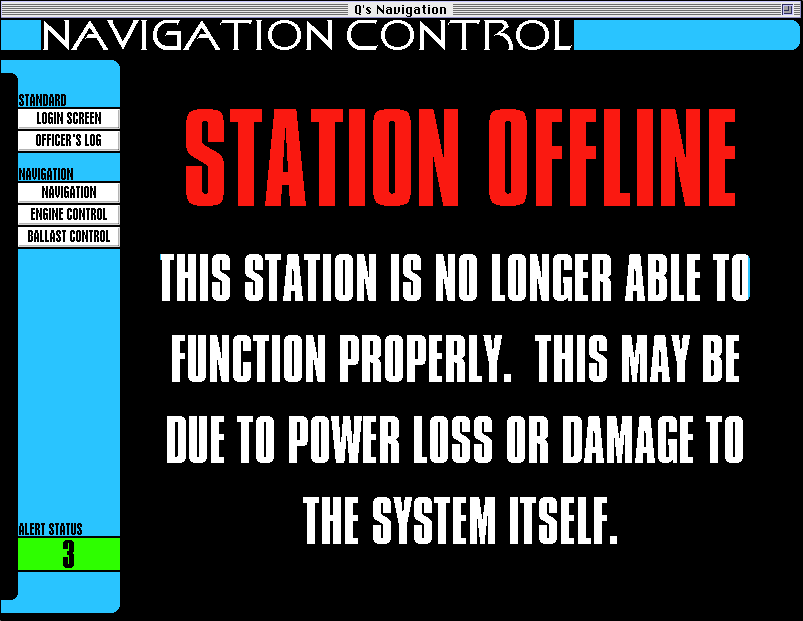 Q's Navigation
NAVIGATION CONTROL
STANDARD
LOGIN SCREEN
OFFICER'S LOG
NAVIGATION
NAVIGATION
ENGINE CONTROL
BALLAST CONTROL
ALERT STATUS
3
STATION OFFLINE
THIS STATION IS NO LONGER ABLE TO
FUNCTION PROPERLY. THIS MAY BE
DUE TO POWER LOSS OR DAMAGE TO
THE SYSTEM ITSELF.